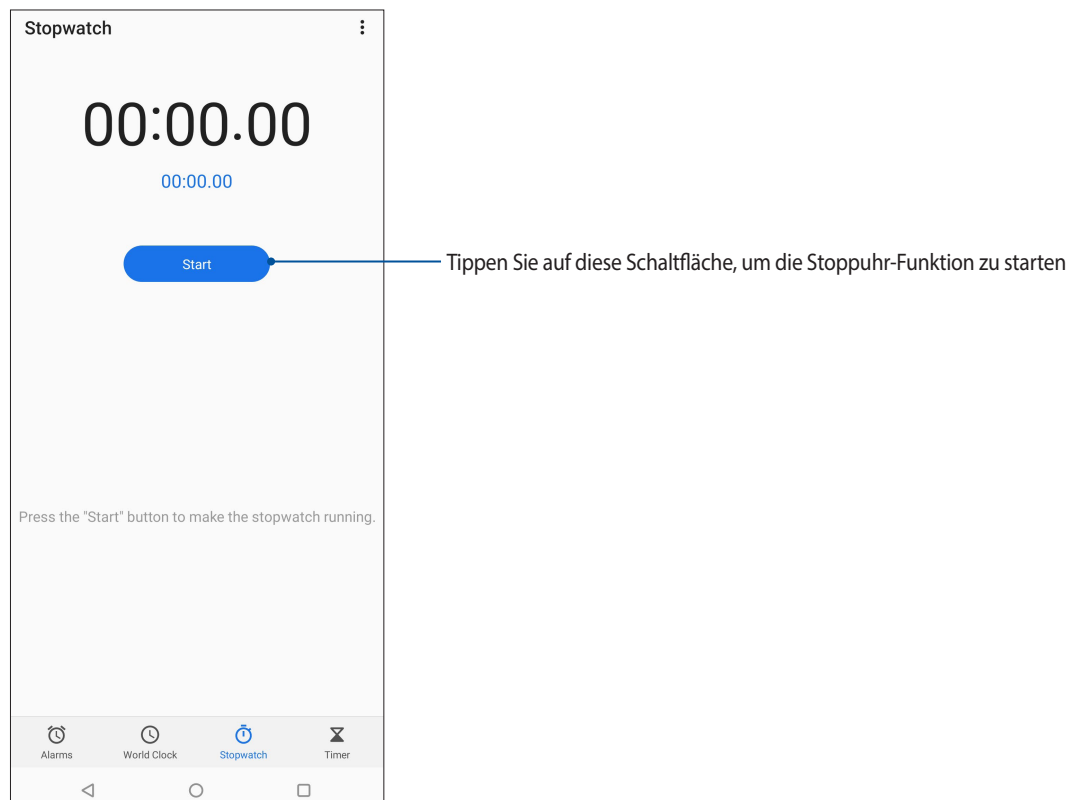 Stopwatch
00:00.00
00:00.00
Start
Tippen Sie auf diese Schaltfläche, um die Stoppuhr-Funktion zu starten
Press the "Start" button to make the stopwatch running.
Alarms World Clock Stopwatch Timer